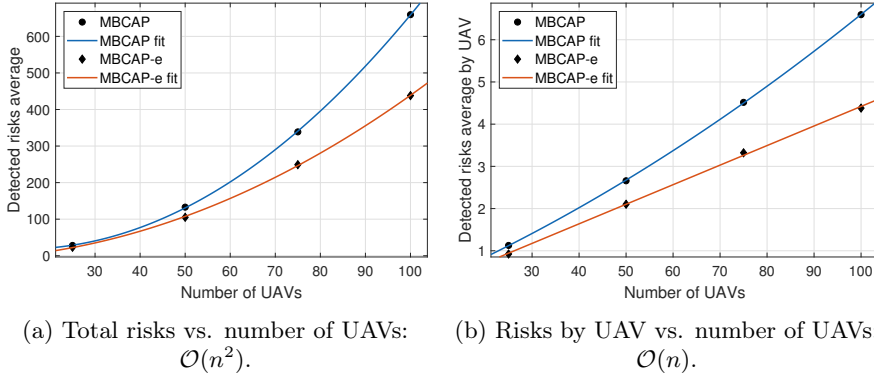 Detected risks average
600
500
400
300
200
100
0
MBCAP
MBCAP fit
MBCAP-e
MBCAP-e fit
30 40 50 60 70 80 90 100
Number of UAVs
(a) Total risks vs. number of UAVs:
𝒪(n²).
Detected risks average by UAV
6
5
4
3
2
1
MBCAP
MBCAP fit
MBCAP-e
MBCAP-e fit
30 40 50 60 70 80 90 100
Number of UAVs
(b) Risks by UAV vs. number of UAVs
𝒪(n).